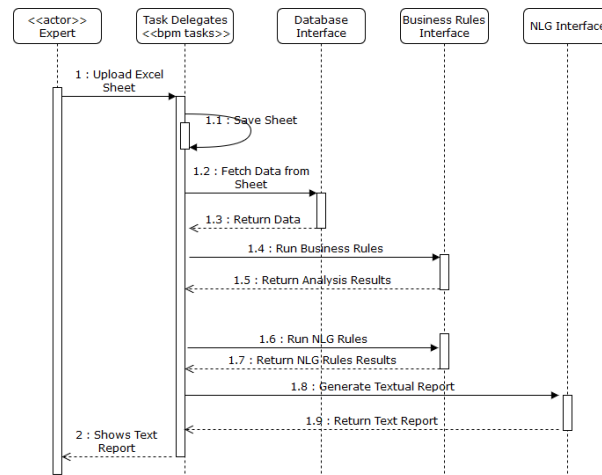 <<actor>>
Expert
Task Delegates
<<bpm tasks>>
Database
Interface
Business Rules
Interface
NLG Interface
1 : Upload Excel
Sheet
1.1 : Save Sheet
1.2 : Fetch Data from
Sheet
1.3 : Return Data
1.4 : Run Business Rules
1.5 : Return Analysis Results
1.6 : Run NLG Rules
1.7 : Return NLG Rules Results
1.8 : Generate Textual Report
1.9 : Return Text Report
2 : Shows Text
Report